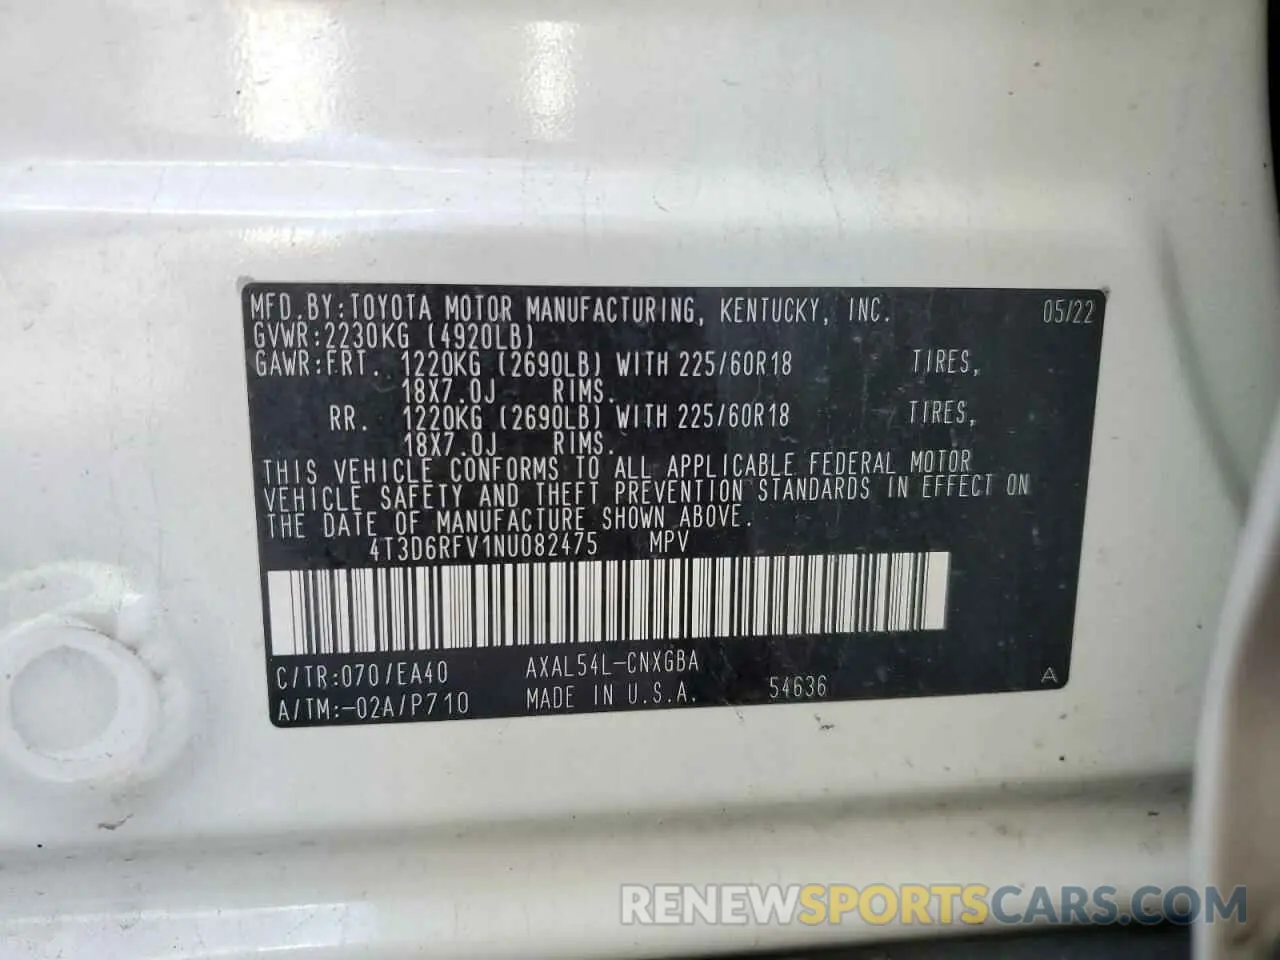 MFD.BY:TOYOTA MOTOR MANUFACTURING, KENTUCKY, INC. 05/22
GVWR:2230KG (4920LB)
GAWR:FRT. 1220KG (2690LB) WITH 225/60R18 TIRES,
18X7.0J RIMS.
RR. 1220KG (2690LB) WITH 225/60R18 TIRES,
18X7.0J RIMS.
THIS VEHICLE CONFORMS TO ALL APPLICABLE FEDERAL MOTOR
VEHICLE SAFETY AND THEFT PREVENTION STANDARDS IN EFFECT ON
THE DATE OF MANUFACTURE SHOWN ABOVE.
4T3D6RFV1NU082475 MPV
C/TR:070/EA40 AXAL54L-CNXGBA
A/TM:-02A/P710 MADE IN U.S.A. 54636 A
RENEWSPORTSCARS.COM